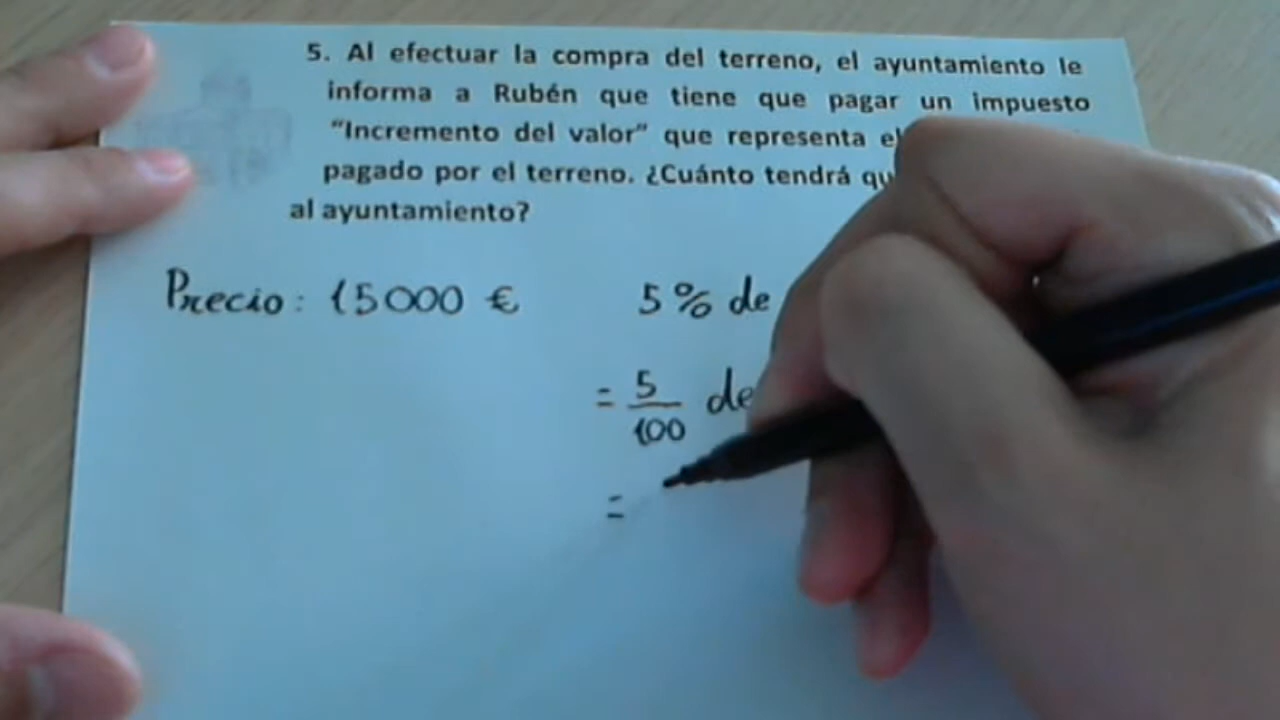 5. Al efectuar la compra del terreno, el ayuntamiento le
informa a Rubén que tiene que pagar un impuesto
“Incremento del valor” que representa el
pagado por el terreno. ¿Cuánto tendrá
al ayuntamiento?
Precio: 15000 € 5% de
= 5/100 de
=